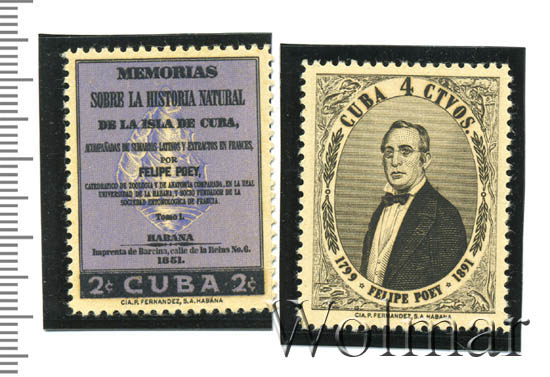 MEMORIAS
SOBRE LA HISTORIA NATURAL
DE LA ISLA DE CUBA,
ACOMPAÑADAS DE SUMARIOS LATINOS Y EXTRACTOS EN FRANCES,
POR
FELIPE POEY,
CATEDRATICO DE ZOOLOGIA Y DE ANATOMIA COMPARADA, EN LA REAL
UNIVERSIDAD DE LA HABANA Y SOCIO FUNDADOR DE LA
SOCIEDAD ENTOMOLOGICA DE FRANCIA.
Tomo I.
HABANA
Imprenta de Barcina, calle de la Reina No. 6.
1851.
2¢ CUBA 2¢
CIA. P. FERNANDEZ, S.A. HABANA
CUBA 4 CTVOS.
1799 * FELIPE POEY * 1891
CIA. P. FERNANDEZ, S.A. HABANA
Wolmar